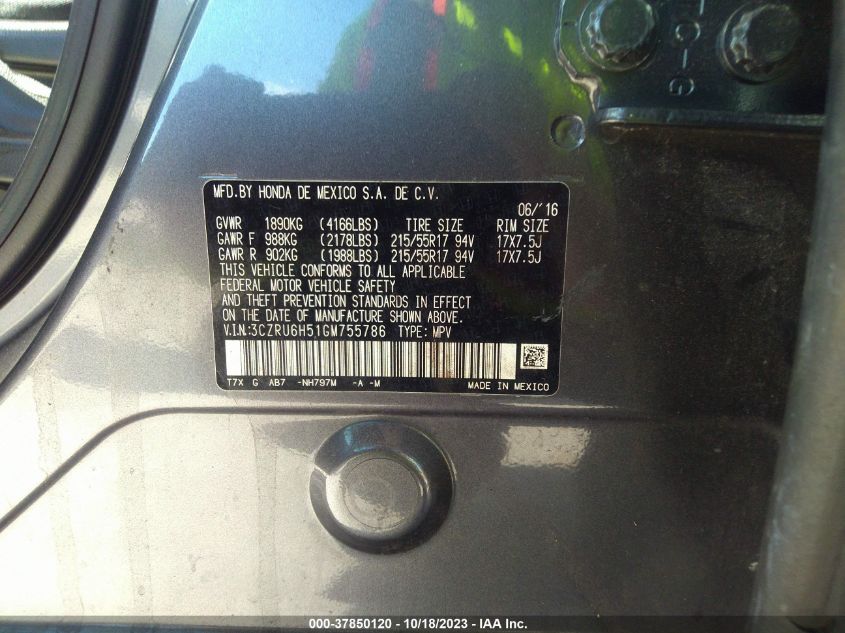 MFD.BY HONDA DE MEXICO S.A. DE C.V.
06/'16
GVWR 1890KG (4166LBS) TIRE SIZE RIM SIZE
GAWR F 988KG (2178LBS) 215/55R17 94V 17X7.5J
GAWR R 902KG (1988LBS) 215/55R17 94V 17X7.5J
THIS VEHICLE CONFORMS TO ALL APPLICABLE
FEDERAL MOTOR VEHICLE SAFETY
AND THEFT PREVENTION STANDARDS IN EFFECT
ON THE DATE OF MANUFACTURE SHOWN ABOVE.
V.I.N:3CZRU6H51GM755786 TYPE: MPV
T7X G AB7 -NH797M -A -M MADE IN MEXICO
000-37850120 - 10/18/2023 - IAA Inc.